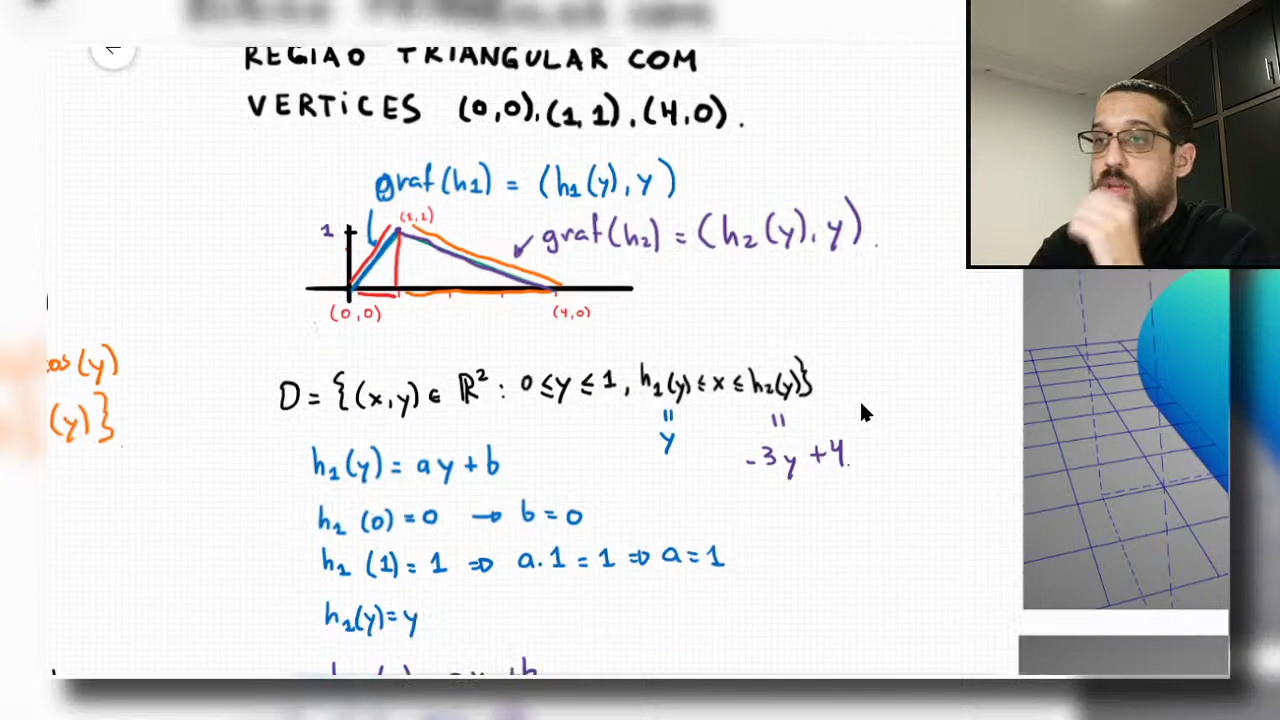 REGIAO TRIANGULAR COM
VERTICES (0,0),(1,1),(4,0).
graf(h1) = (h1(y), y)
1
(1,1)
graf(h2) = (h2(y), y).
(0,0)
(4,0)
cos(y)
(y)}
D = {(x,y) ∈ ℝ² : 0 ≤ y ≤ 1, h1(y) ≤ x ≤ h2(y)}
=
=
y
-3y + 4.
h1(y) = ay + b
h1(0) = 0 → b = 0
h1(1) = 1 ⇒ a.1 = 1 ⇒ a = 1
h1(y) = y